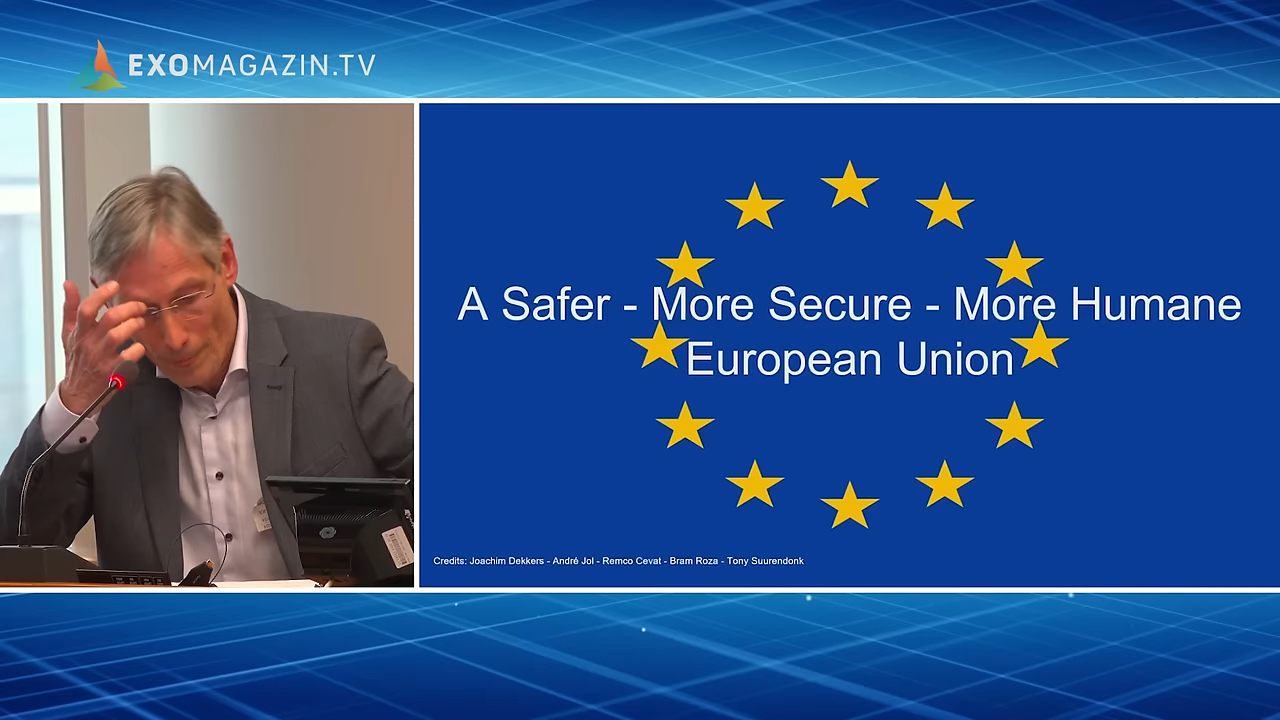 EXOMAGAZIN.TV
A Safer - More Secure - More Humane
European Union
Credits: Joachim Dekkers - André Jol - Remco Cevat - Bram Roza - Tony Suurendonk